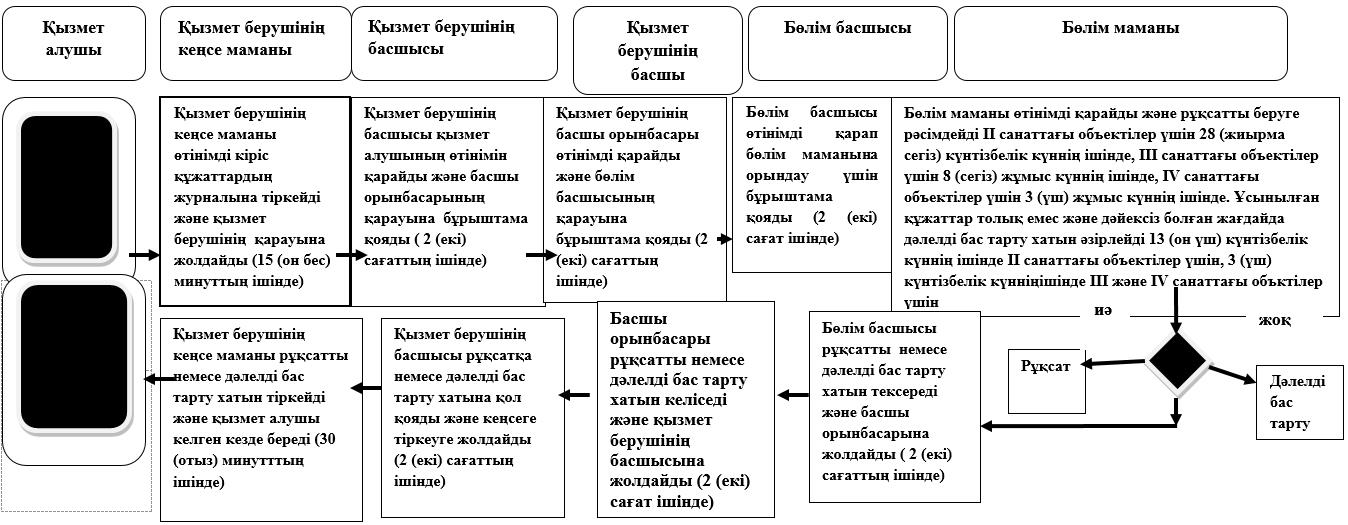 Қызмет
алушы
Қызмет берушінің
кеңсе маманы
Қызмет берушінің
басшысы
Қызмет
берушінің
басшы
Бөлім басшысы
Бөлім маманы
Қызмет берушінің
кеңсе маманы
өтінімді кіріс
құжаттардың
журналына тіркейді
және қызмет
берушінің қарауына
жолдайды (15 (он бес)
минуттың ішінде)
Қызмет берушінің
басшысы қызмет
алушының өтінімін
қарайды және басшы
орынбасарының
қарауына бұрыштама
қояды ( 2 (екі)
сағаттың ішінде)
Қызмет берушінің
басшы орынбасары
өтінімді қарайды
және бөлім
басшысының
қарауына
бұрыштама қояды (2
(екі) сағаттың
ішінде)
Бөлім басшысы
өтінімді қарап
бөлім маманына
орындау үшін
бұрыштама
қояды (2 (екі)
сағат ішінде)
Бөлім маманы өтінімді қарайды және рұқсатты беруге
рәсімдейді II санаттағы объектілер үшін 28 (жиырма
сегіз) күнтізбелік күннің ішінде, III санаттағы объектілер
үшін 8 (сегіз) жұмыс күннің ішінде, IV санаттағы
объектілер үшін 3 (үш) жұмыс күннің ішінде. Ұсынылған
құжаттар толық емес және дәйексіз болған жағдайда
дәлелді бас тарту хатын әзірлейді 13 (он үш) күнтізбелік
күннің ішінде II санаттағы объектілер үшін, 3 (үш)
күнтізбелік күнніңішінде III және IV санаттағы объктілер
үшін
иә
жоқ
Рұқсат
Дәлелді
бас
тарту
Қызмет берушінің
кеңсе маманы рұқсатты
немесе дәлелді бас
тарту хатын тіркейді
және қызмет алушы
келген кезде береді (30
(отыз) минутттың
ішінде)
Қызмет берушінің
басшысы рұқсатқа
немесе дәлелді бас
тарту хатына қол
қояды және кеңсеге
тіркеуге жолдайды
(2 (екі) сағаттың
ішінде)
Басшы
орынбасары
рұқсатты немесе
дәлелді бас тарту
хатын келіседі
және қызмет
берушінің
басшысына
жолдайды (2 (екі)
сағат ішінде)
Бөлім басшысы
рұқсатты немесе
дәлелді бас тарту
хатын тексереді
және басшы
орынбасарына
жолдайды ( 2 (екі)
сағаттың ішінде)